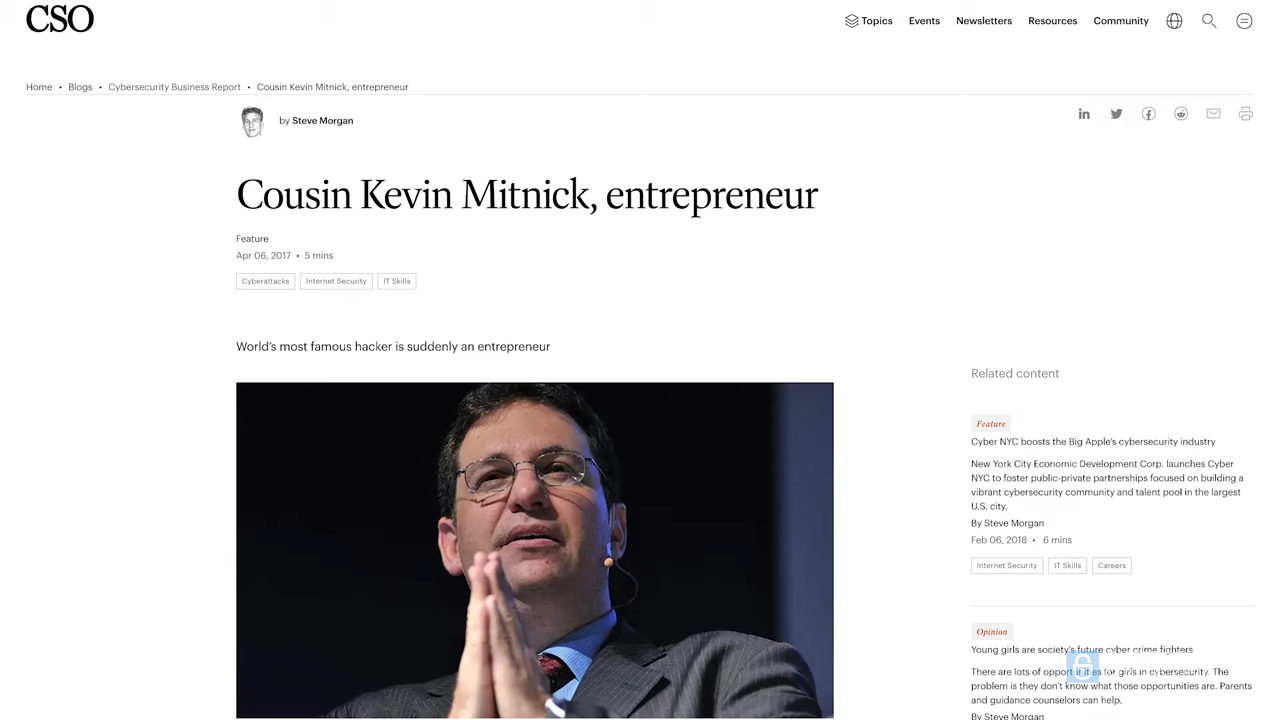 CSO
Topics
Events
Newsletters
Resources
Community
Home • Blogs • Cybersecurity Business Report • Cousin Kevin Mitnick, entrepreneur
by Steve Morgan
Cousin Kevin Mitnick, entrepreneur
Feature
Apr 06, 2017 • 5 mins
Cyberattacks
Internet Security
IT Skills
World's most famous hacker is suddenly an entrepreneur
Related content
Feature
Cyber NYC boosts the Big Apple's cybersecurity industry
New York City Economic Development Corp. launches Cyber
NYC to foster public-private partnerships focused on building a
vibrant cybersecurity community and talent pool in the largest
U.S. city.
By Steve Morgan
Feb 06, 2018 • 6 mins
Internet Security
IT Skills
Careers
Opinion
Young girls are society's future cyber crime fighters
There are lots of opportunities for girls in cybersecurity. The
problem is they don't know what those opportunities are. Parents
and guidance counselors can help.
By Steve Morgan